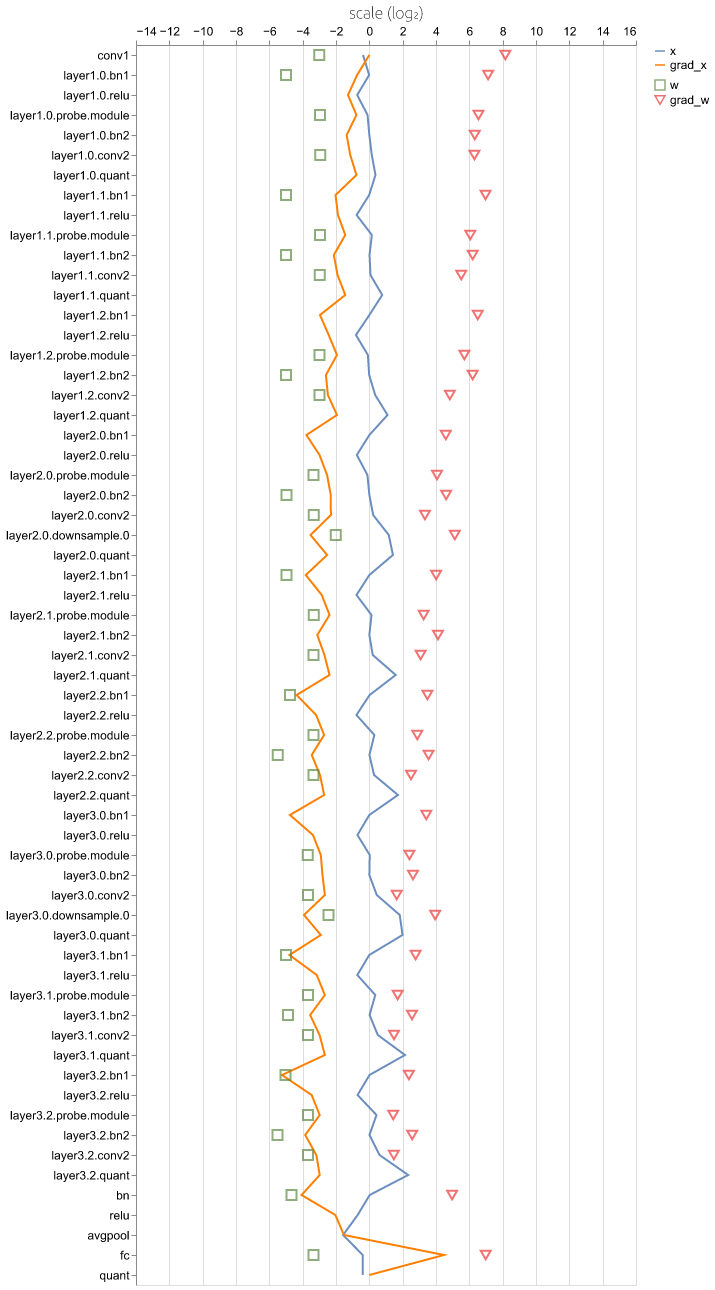 scale (log₂)
−14 −12 −10 −8 −6 −4 −2 0 2 4 6 8 10 12 14 16
x
grad_x
w
grad_w
conv1
layer1.0.bn1
layer1.0.relu
layer1.0.probe.module
layer1.0.bn2
layer1.0.conv2
layer1.0.quant
layer1.1.bn1
layer1.1.relu
layer1.1.probe.module
layer1.1.bn2
layer1.1.conv2
layer1.1.quant
layer1.2.bn1
layer1.2.relu
layer1.2.probe.module
layer1.2.bn2
layer1.2.conv2
layer1.2.quant
layer2.0.bn1
layer2.0.relu
layer2.0.probe.module
layer2.0.bn2
layer2.0.conv2
layer2.0.downsample.0
layer2.0.quant
layer2.1.bn1
layer2.1.relu
layer2.1.probe.module
layer2.1.bn2
layer2.1.conv2
layer2.1.quant
layer2.2.bn1
layer2.2.relu
layer2.2.probe.module
layer2.2.bn2
layer2.2.conv2
layer2.2.quant
layer3.0.bn1
layer3.0.relu
layer3.0.probe.module
layer3.0.bn2
layer3.0.conv2
layer3.0.downsample.0
layer3.0.quant
layer3.1.bn1
layer3.1.relu
layer3.1.probe.module
layer3.1.bn2
layer3.1.conv2
layer3.1.quant
layer3.2.bn1
layer3.2.relu
layer3.2.probe.module
layer3.2.bn2
layer3.2.conv2
layer3.2.quant
bn
relu
avgpool
fc
quant